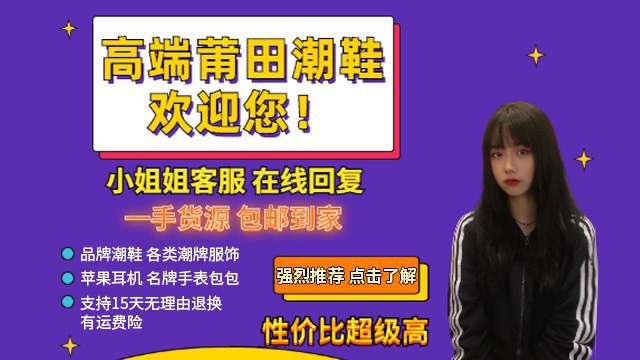 高端莆田潮鞋
欢迎您！
小姐姐客服 在线回复
一手货源 包邮到家
品牌潮鞋 各类潮牌服饰
苹果耳机 名牌手表包包
支持15天无理由退换
有运费险
强烈推荐 点击了解
性价比超级高